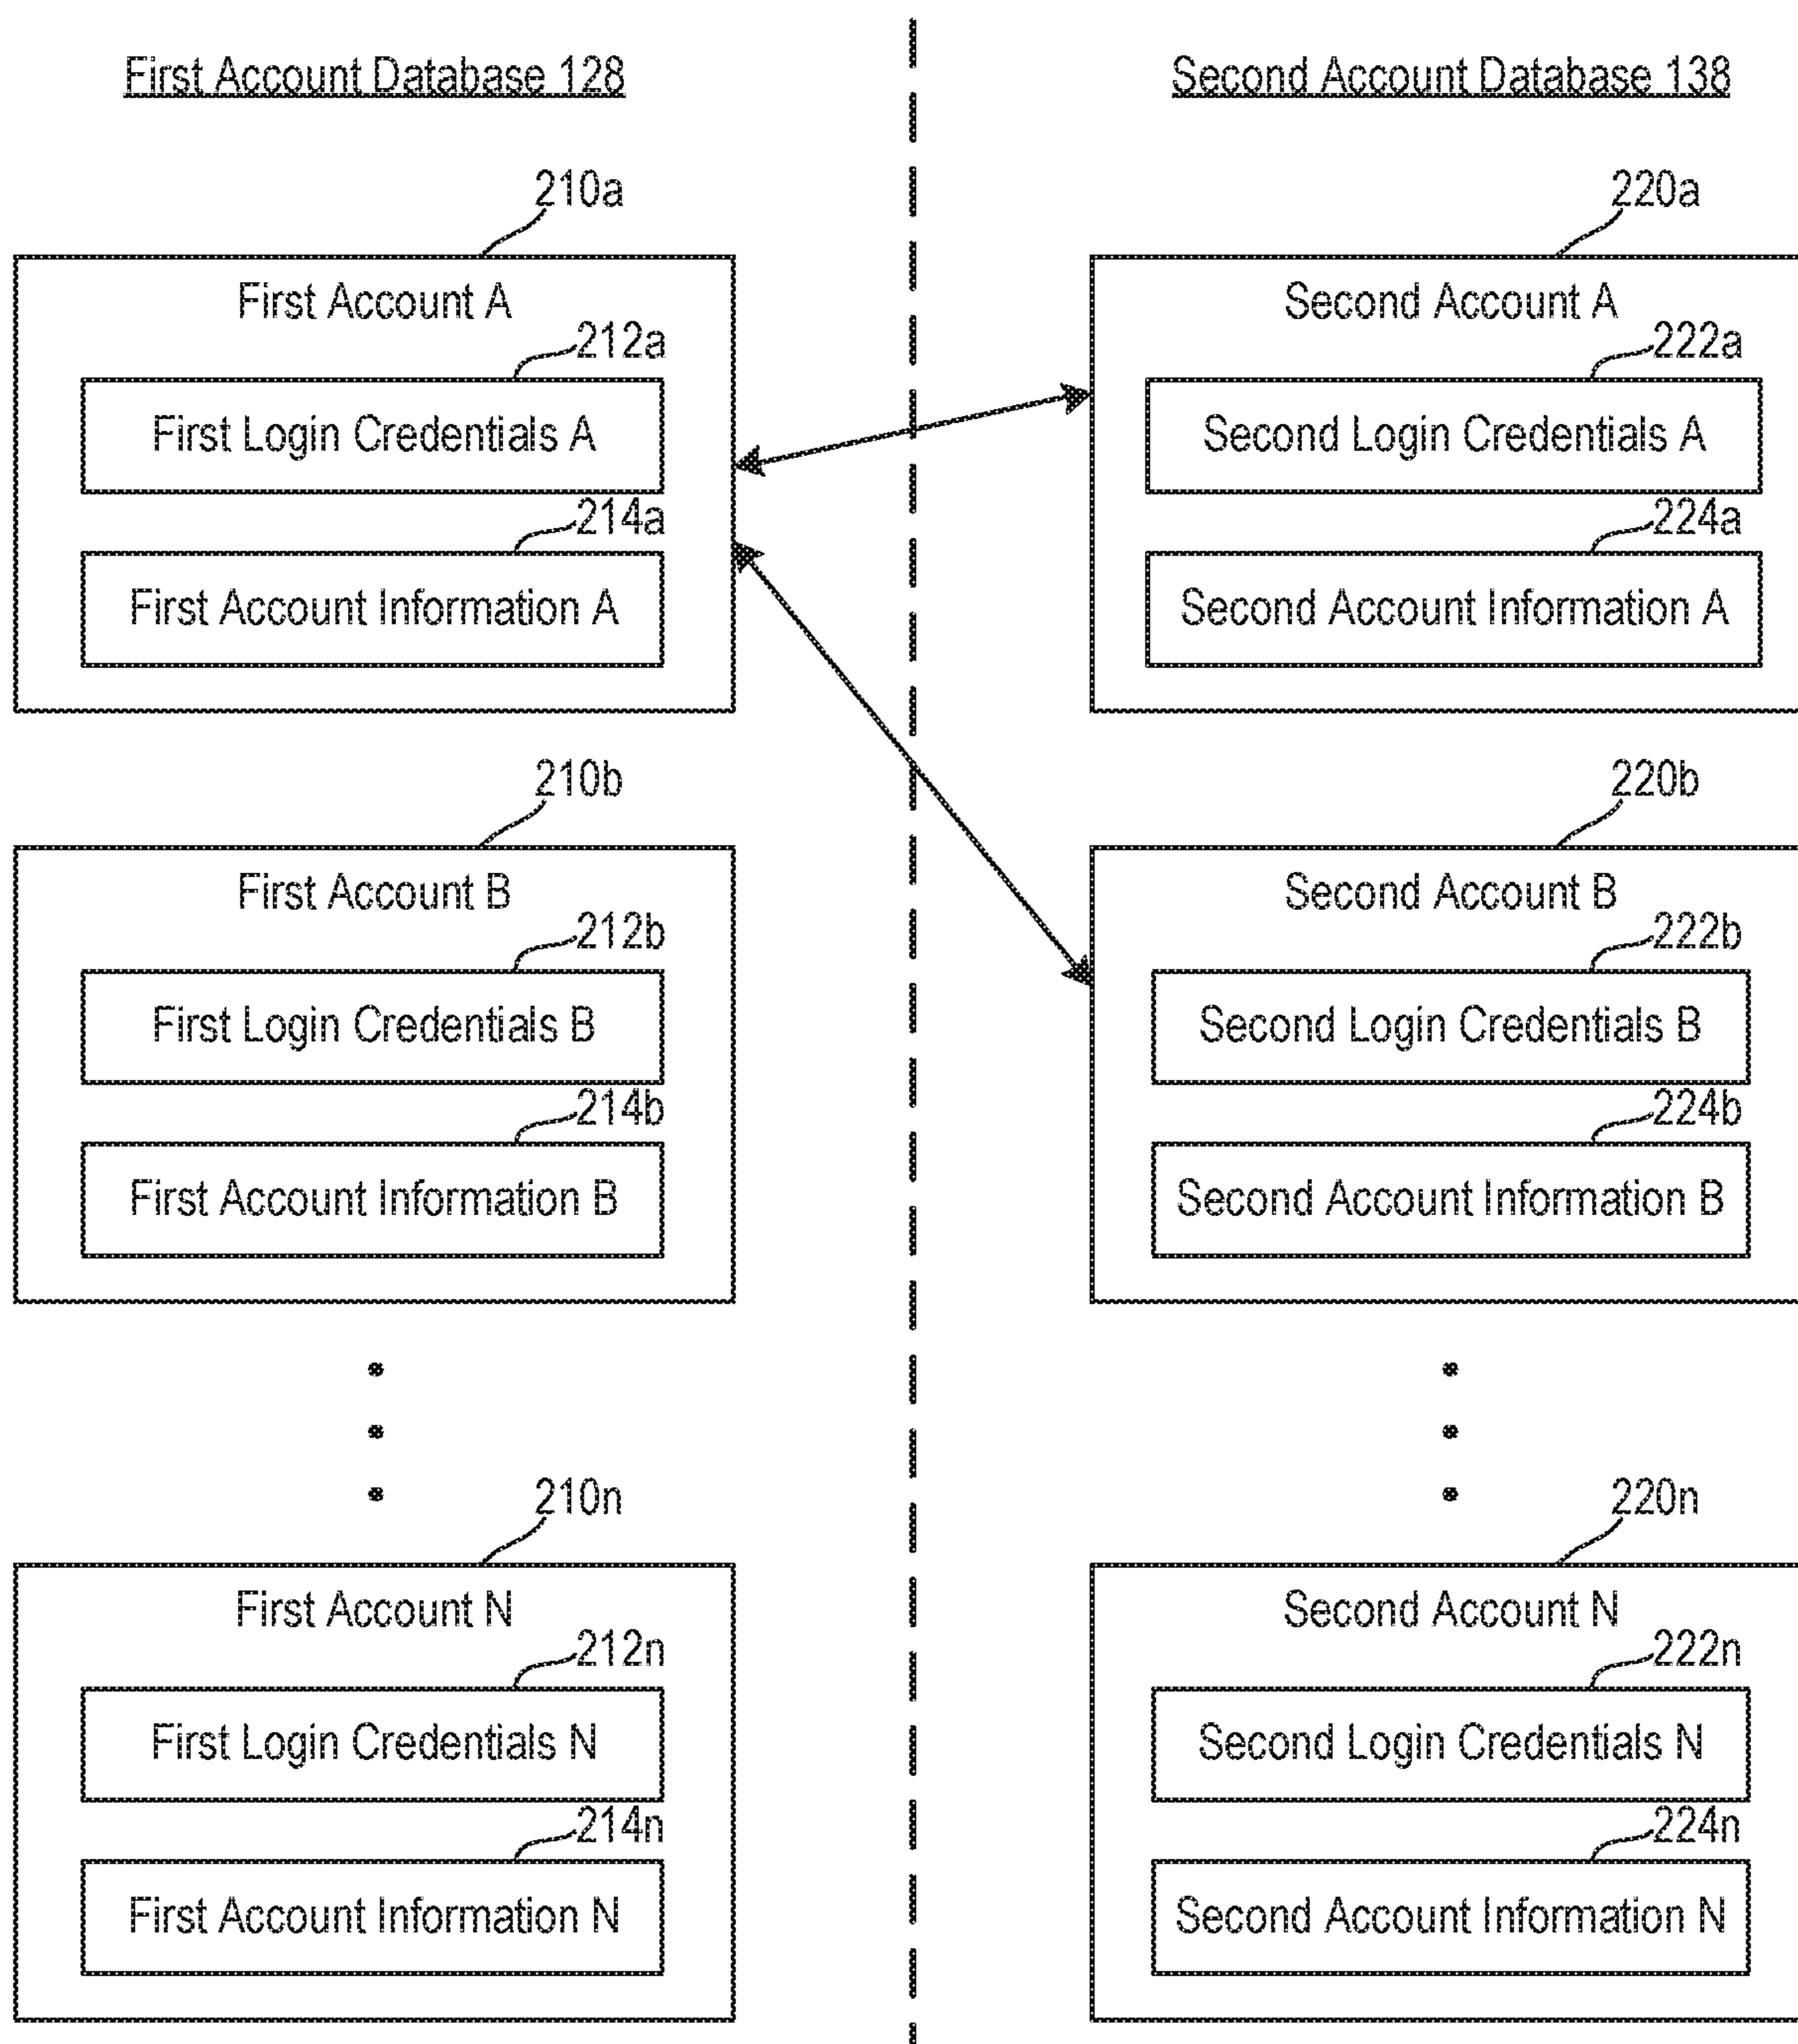 First Account Database 128
210a
First Account A
212a
First Login Credentials A
214a
First Account Information A
210b
First Account B
212b
First Login Credentials B
214b
First Account Information B
210n
First Account N
212n
First Login Credentials N
214n
First Account Information N
Second Account Database 138
220a
Second Account A
222a
Second Login Credentials A
224a
Second Account Information A
220b
Second Account B
222b
Second Login Credentials B
224b
Second Account Information B
220n
Second Account N
222n
Second Login Credentials N
224n
Second Account Information N